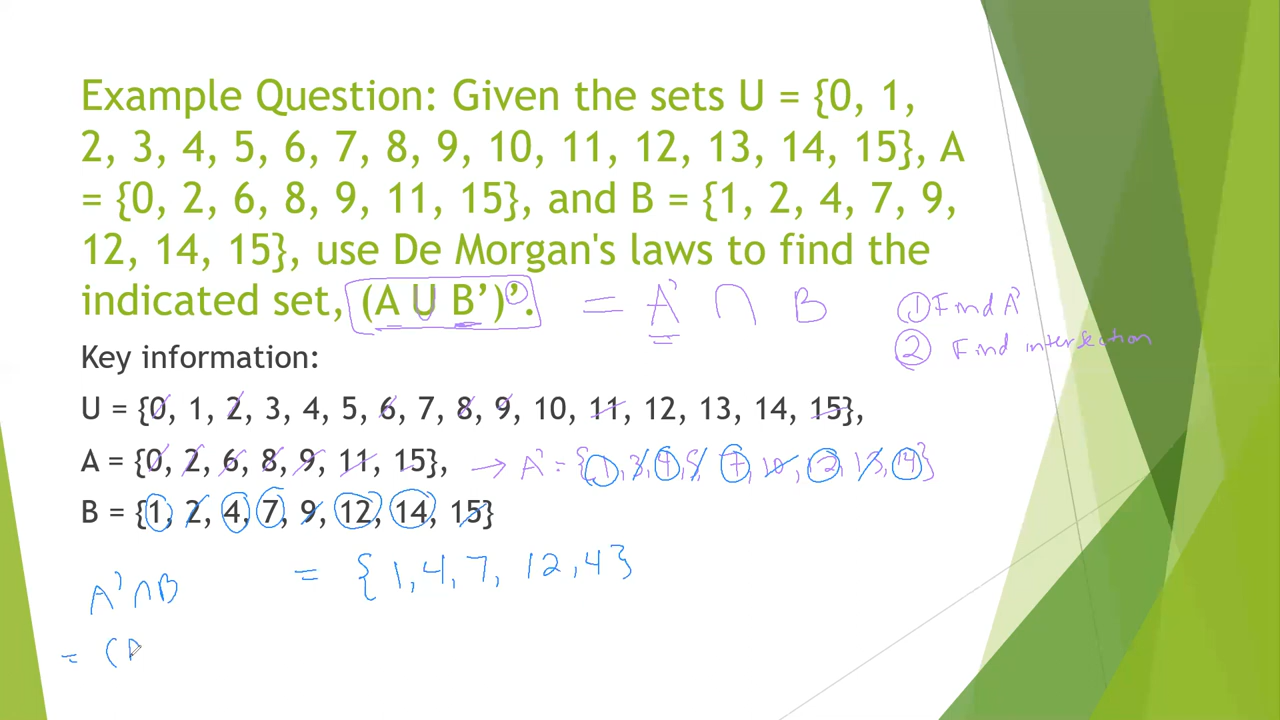 Example Question: Given the sets U = {0, 1,
2, 3, 4, 5, 6, 7, 8, 9, 10, 11, 12, 13, 14, 15}, A
= {0, 2, 6, 8, 9, 11, 15}, and B = {1, 2, 4, 7, 9,
12, 14, 15}, use De Morgan's laws to find the
indicated set, (A U B’)’. = A' ∩ B
① Find A'
② Find intersection
Key information:
U = {0, 1, 2, 3, 4, 5, 6, 7, 8, 9, 10, 11, 12, 13, 14, 15},
A = {0, 2, 6, 8, 9, 11, 15}, → A' = {1, 3, 4, 5, 7, 10, 12, 13, 14}
B = {1, 2, 4, 7, 9, 12, 14, 15}
A' ∩ B = {1, 4, 7, 12, 4}
= (A